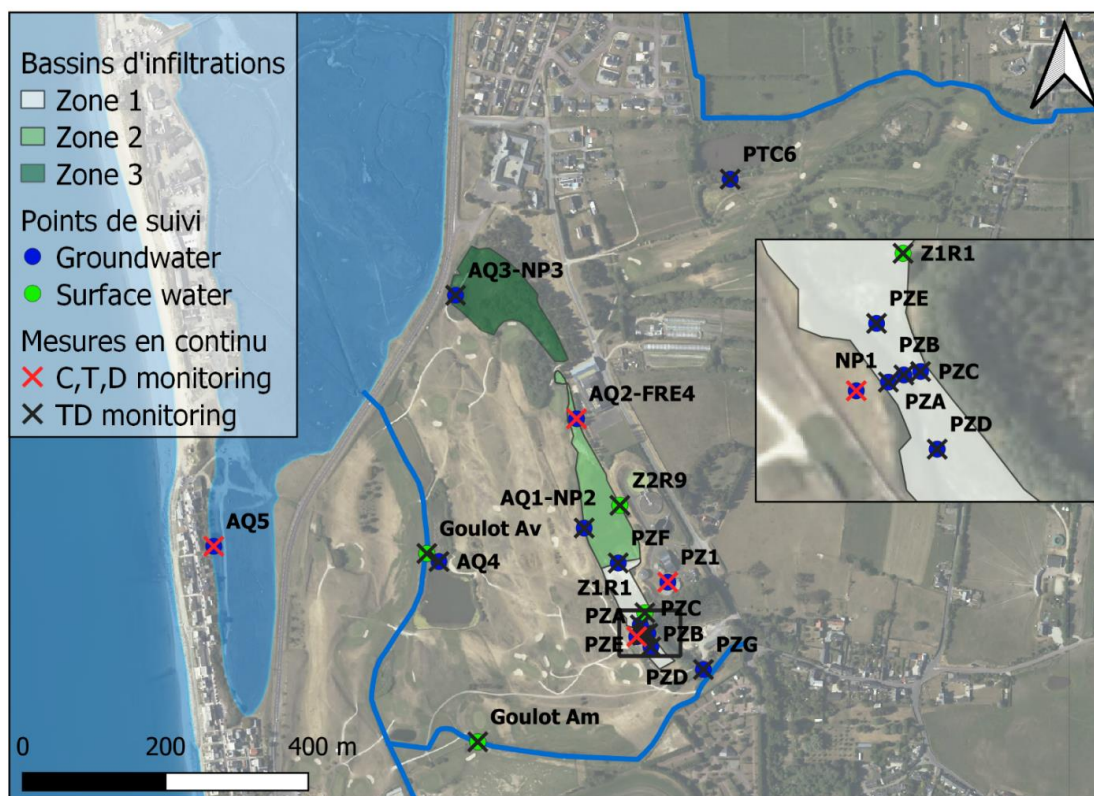 Bassins d'infiltrations
Zone 1
Zone 2
Zone 3
Points de suivi
Groundwater
Surface water
Mesures en continu
C,T,D monitoring
TD monitoring
PTC6
AQ3-NP3
AQ2-FRE4
Z2R9
AQ1-NP2
AQ5
Goulot Av
AQ4
PZF
PZ1
Z1R1
PZC
PZA
PZB
PZE
PZG
PZD
Goulot Am
0 200 400 m
Z1R1
PZE
PZB
NP1
PZC
PZA
PZD